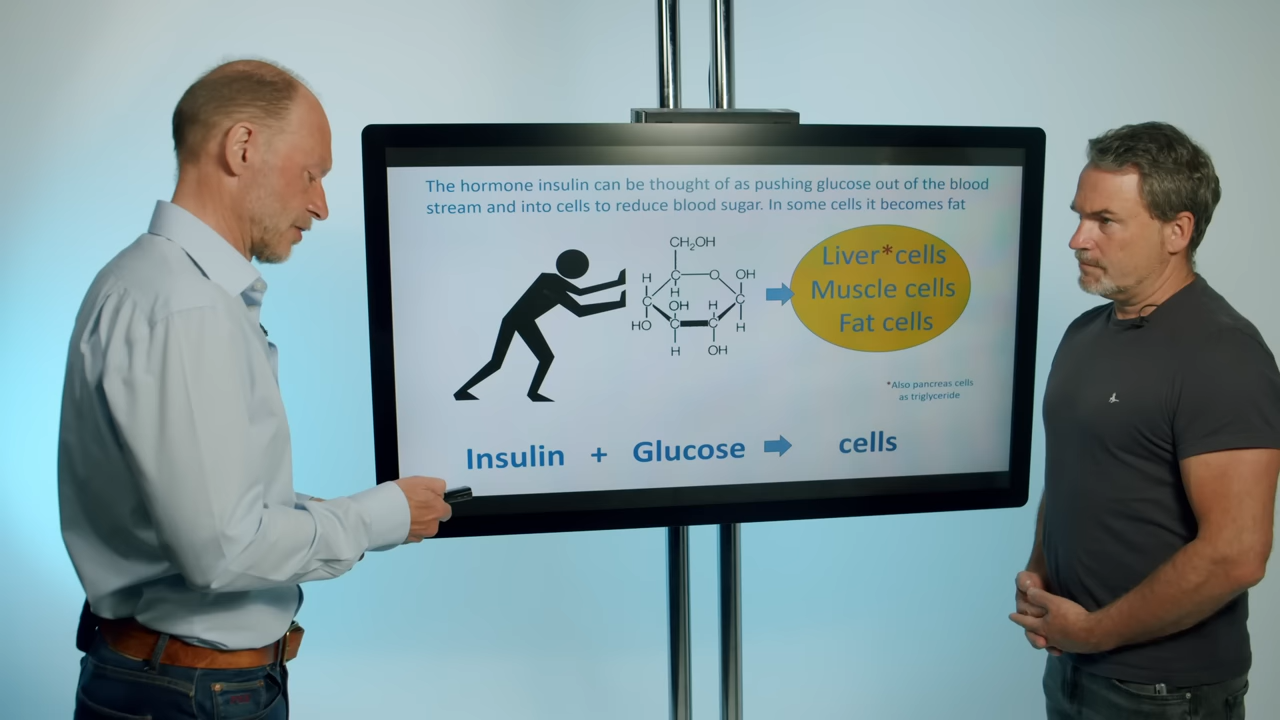 The hormone insulin can be thought of as pushing glucose out of the blood
stream and into cells to reduce blood sugar. In some cells it becomes fat
CH₂OH
H C O OH
H
C OH H C
HO C C H
H OH
Liver*cells
Muscle cells
Fat cells
*Also pancreas cells
as triglyceride
Insulin + Glucose cells